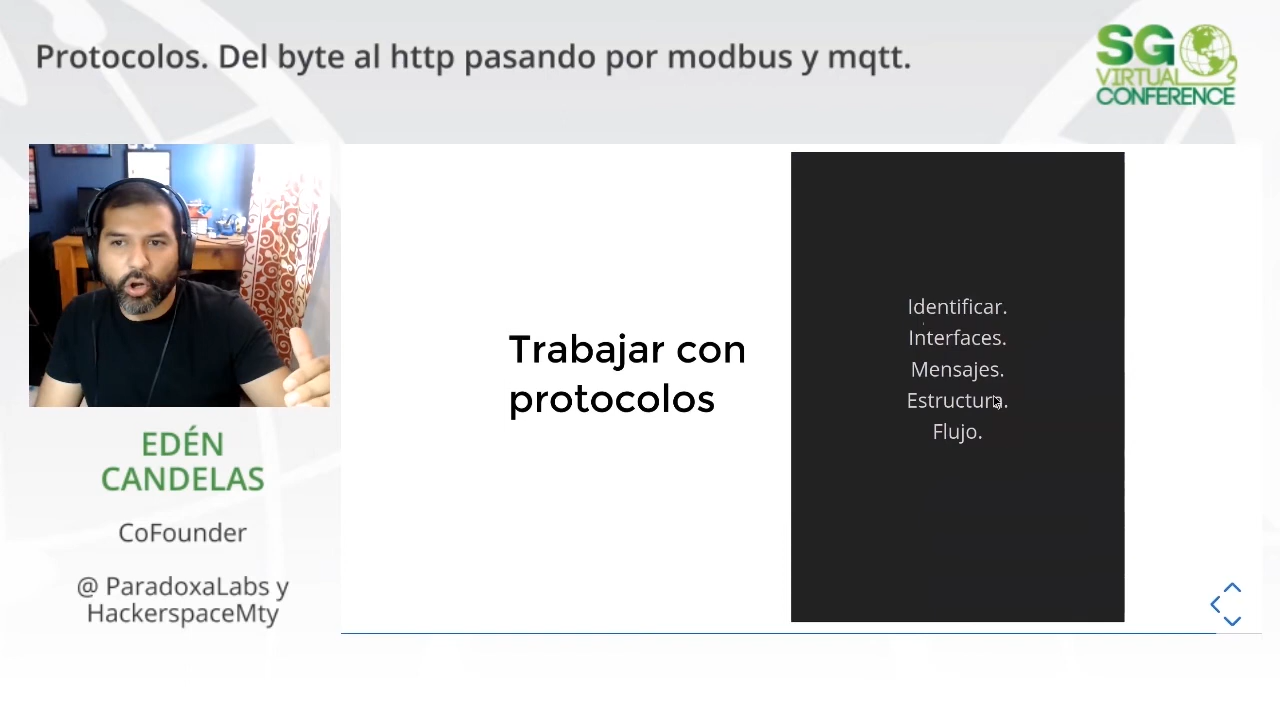 Protocolos. Del byte al http pasando por modbus y mqtt.
SG
VIRTUAL
CONFERENCE
Trabajar con
protocolos
Identificar.
Interfaces.
Mensajes.
Estructura.
Flujo.
EDÉN
CANDELAS
CoFounder
@ ParadoxaLabs y
HackerspaceMty